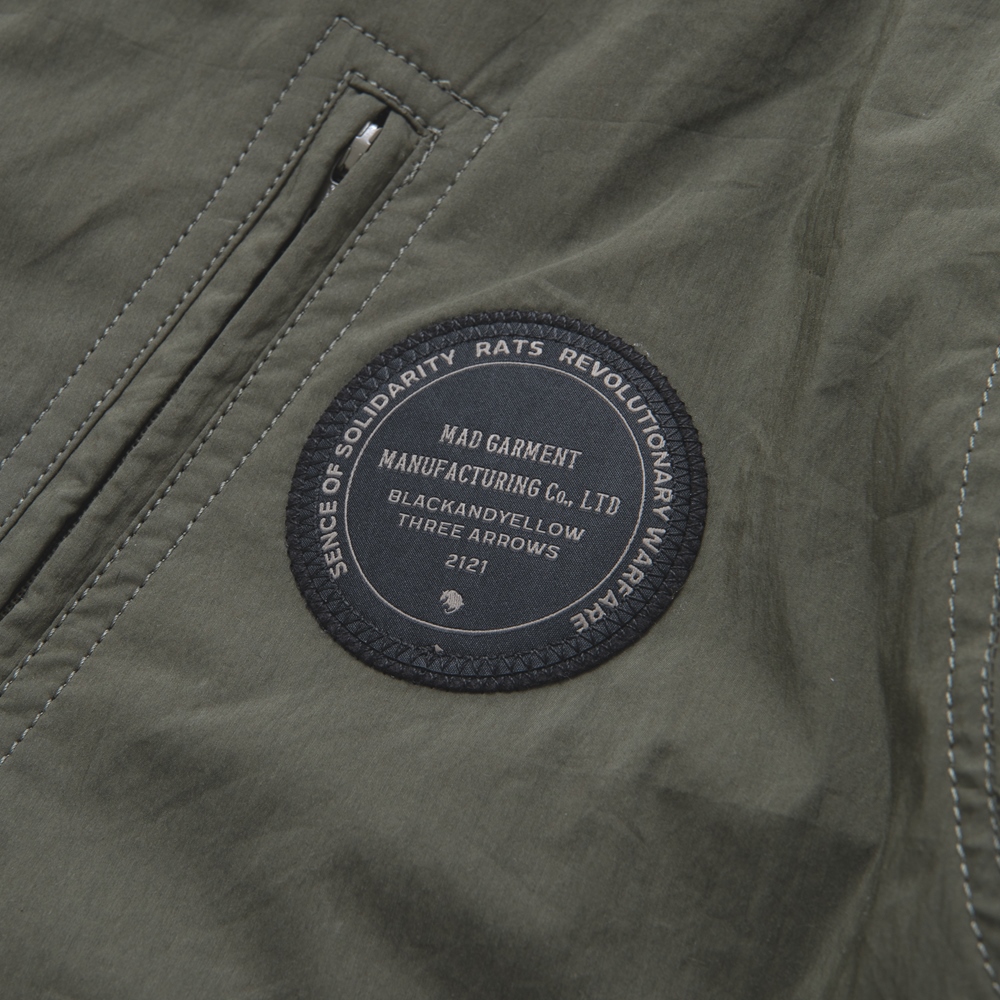 SENCE OF SOLIDARITY RATS REVOLUTIONARY WARFARE
MAD GARMENT
MANUFACTURING Co., LTD
BLACKANDYELLOW
THREE ARROWS
2121